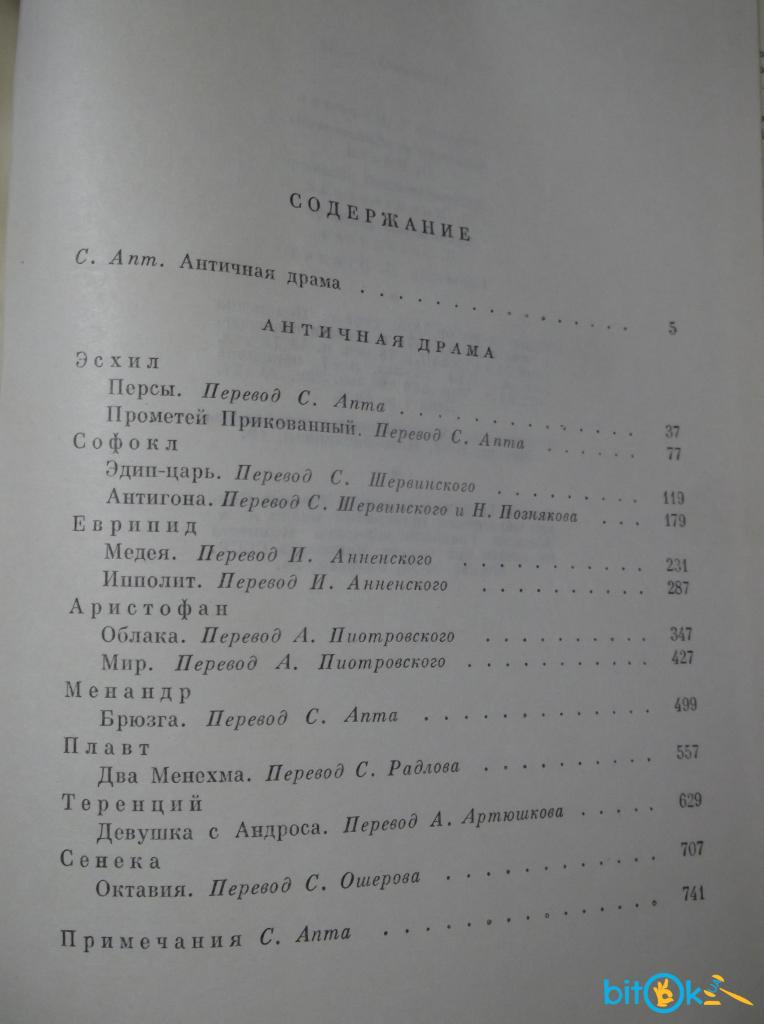 СОДЕРЖАНИЕ
С. Апт. Античная драма . . . . . . . . . . . . . . . . 5
АНТИЧНАЯ ДРАМА
Эсхил
Персы. Перевод С. Апта . . . . . . . . . . . . . 37
Прометей Прикованный. Перевод С. Апта . . . . . 77
Софокл
Эдип-царь. Перевод С. Шервинского . . . . . . . . 119
Антигона. Перевод С. Шервинского и Н. Познякова . . . 179
Еврипид
Медея. Перевод И. Анненского . . . . . . . . . . 231
Ипполит. Перевод И. Анненского . . . . . . . . . 287
Аристофан
Облака. Перевод А. Пиотровского . . . . . . . . . 347
Мир. Перевод А. Пиотровского . . . . . . . . . . 427
Менандр
Брюзга. Перевод С. Апта . . . . . . . . . . . . 499
Плавт
Два Менехма. Перевод С. Радлова . . . . . . . . . 557
Теренций
Девушка с Андроса. Перевод А. Артюшкова . . . . . 629
Сенека
Октавия. Перевод С. Ошерова . . . . . . . . . . . 707
Примечания С. Апта . . . . . . . . . . . . . . 741
bitOk